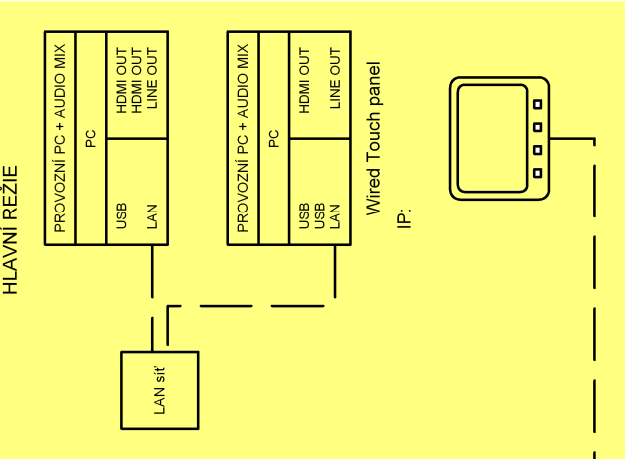 HLAVNÍ REŽIE
PROVOZNÍ PC + AUDIO MIX
PC
USB
LAN
HDMI OUT
HDMI OUT
LINE OUT
PROVOZNÍ PC + AUDIO MIX
PC
USB
USB
LAN
HDMI OUT
LINE OUT
Wired Touch panel
IP:
LAN síť